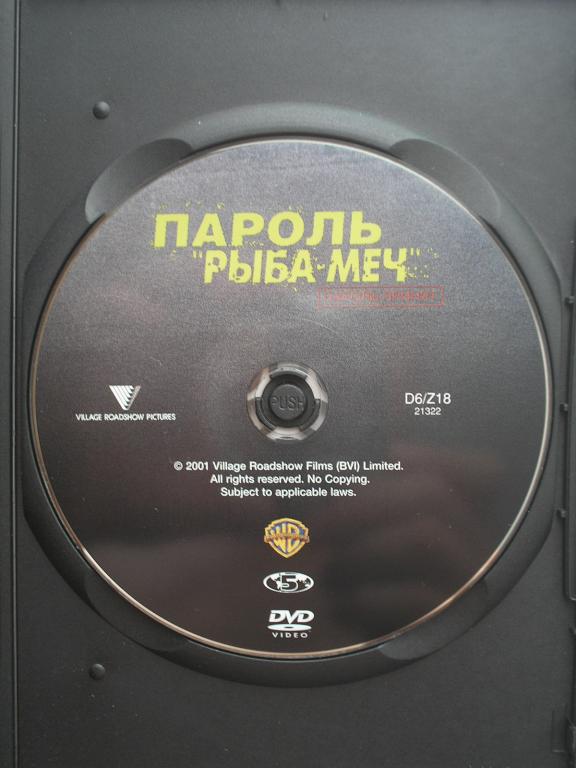 ПАРОЛЬ
"РЫБА-МЕЧ"
VILLAGE ROADSHOW PICTURES
PUSH
D6/Z18
21322
© 2001 Village Roadshow Films (BVI) Limited.
All rights reserved. No Copying.
Subject to applicable laws.
WB
5
DVD
VIDEO